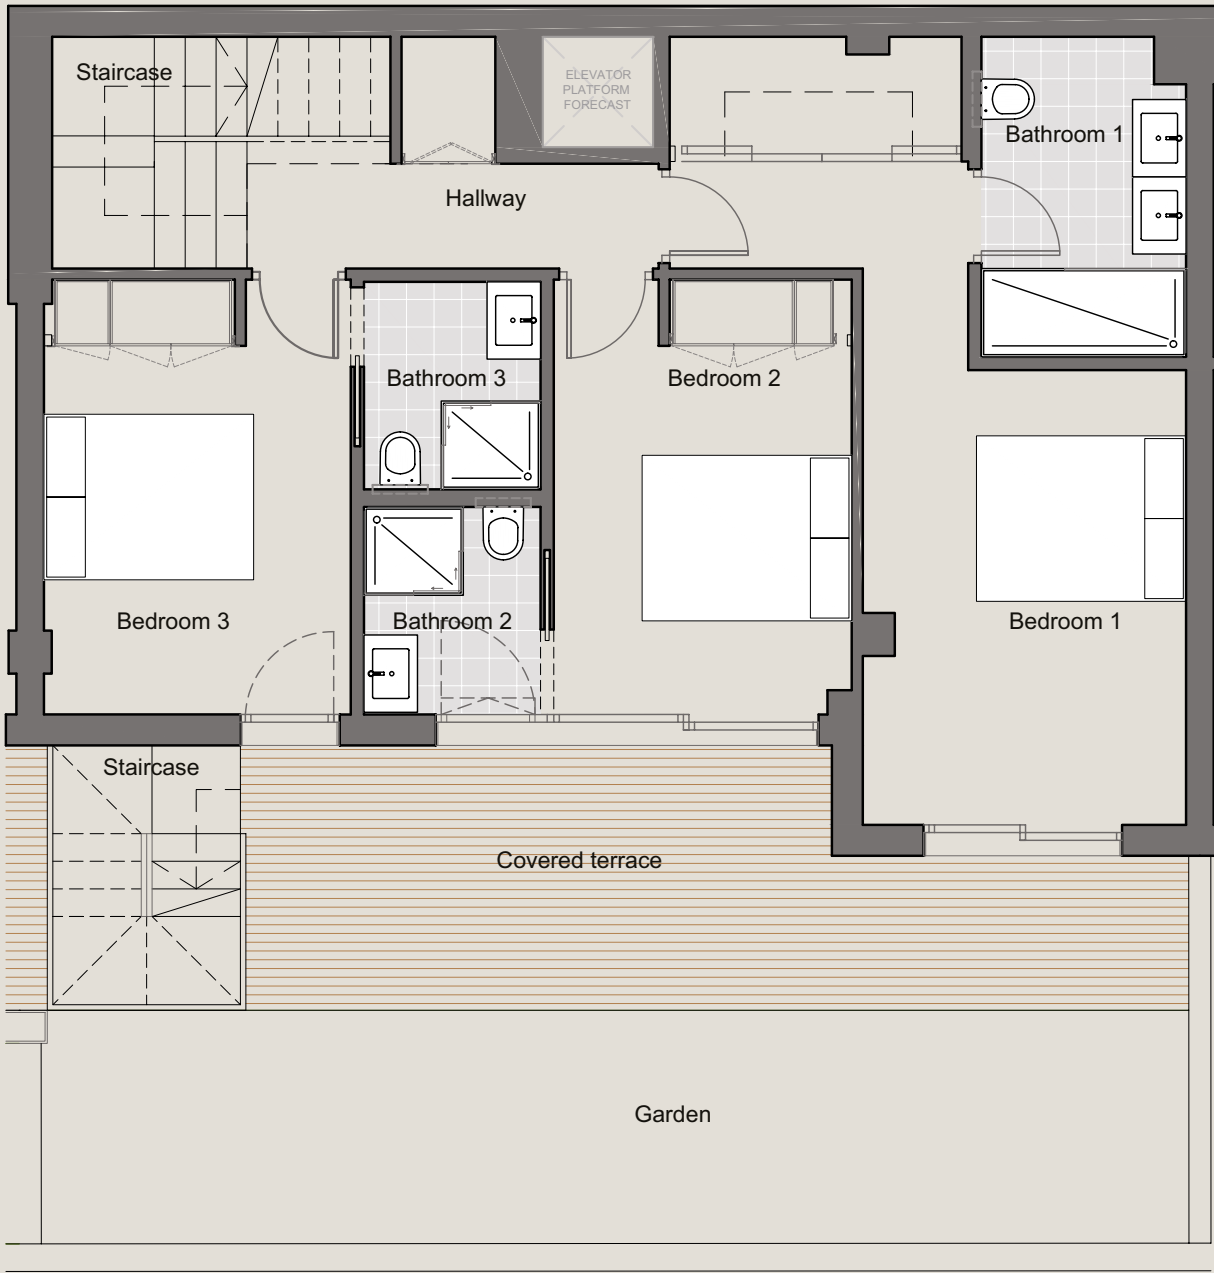 Staircase
ELEVATOR
PLATFORM
FORECAST
Bathroom 1
Hallway
Bathroom 3
Bedroom 2
Bedroom 3
Bathroom 2
Bedroom 1
Staircase
Covered terrace
Garden